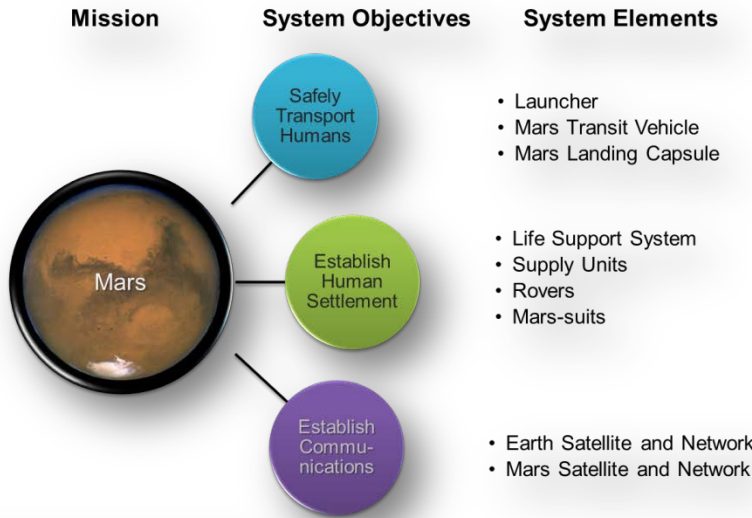 Mission
System Objectives
System Elements
Safely
Transport
Humans
• Launcher
• Mars Transit Vehicle
• Mars Landing Capsule
Mars
Establish
Human
Settlement
• Life Support System
• Supply Units
• Rovers
• Mars-suits
Establish
Commu-
nications
• Earth Satellite and Network
• Mars Satellite and Network